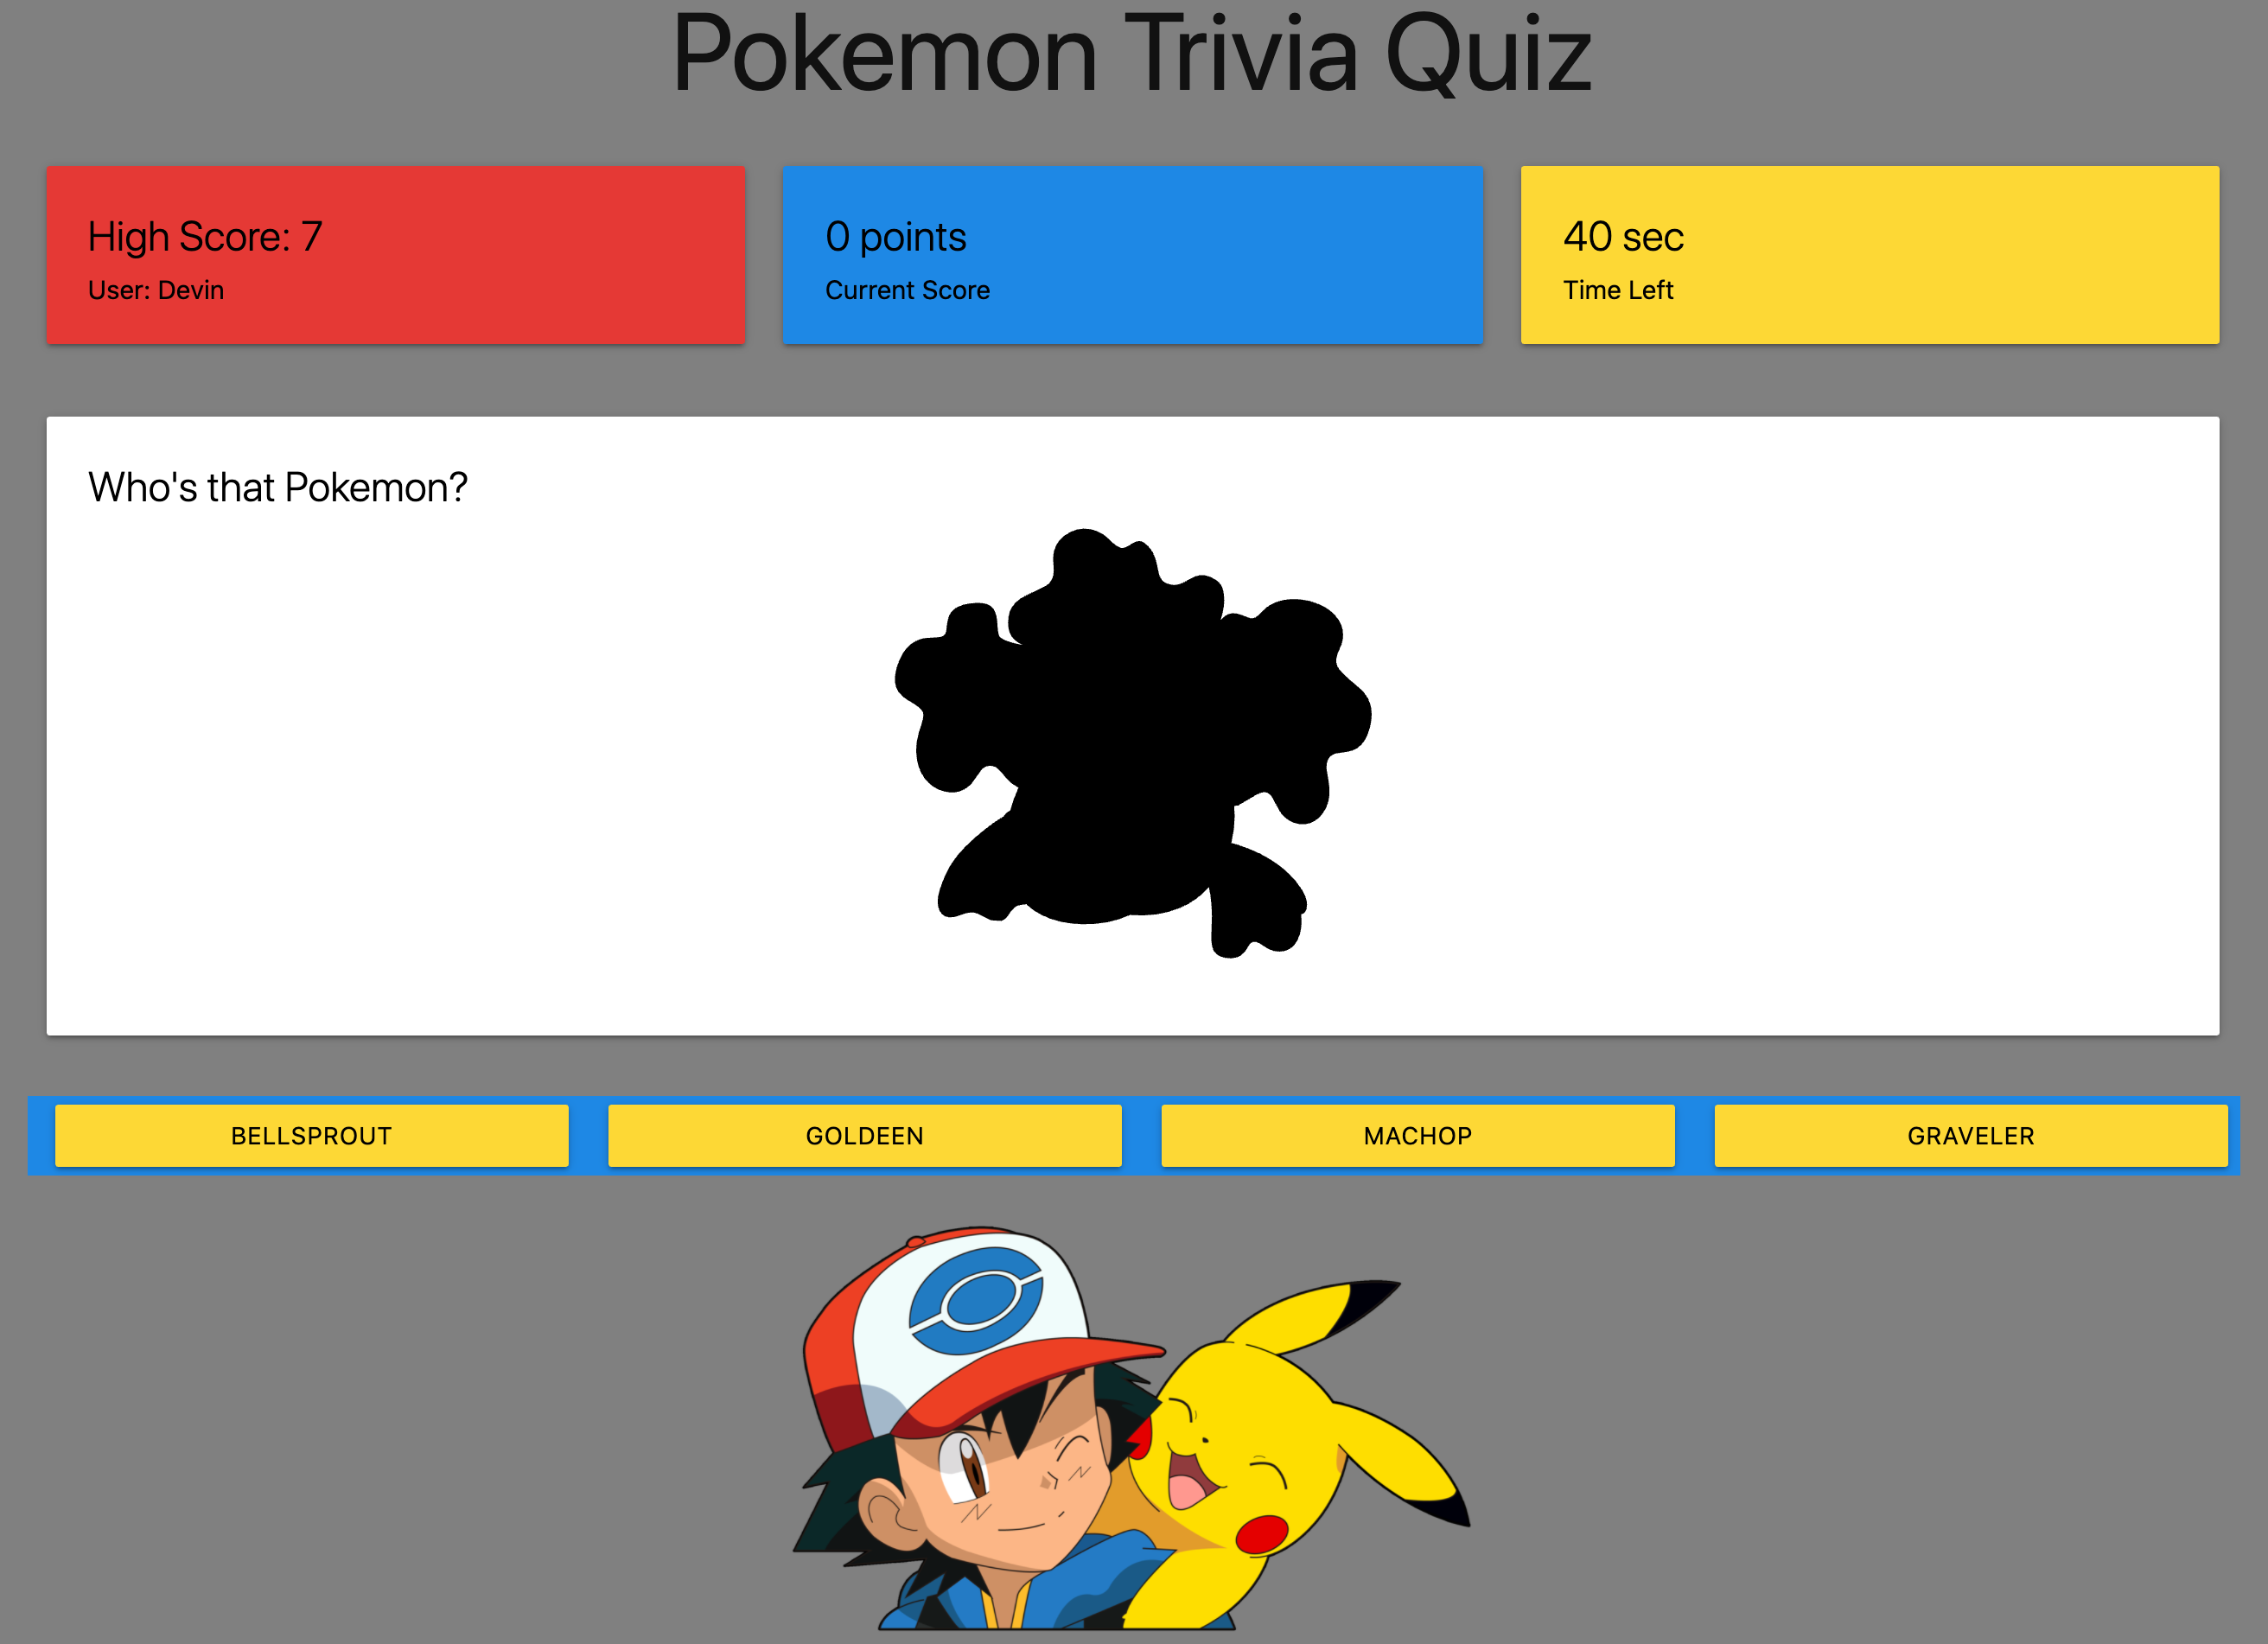 Pokemon Trivia Quiz
High Score: 7
User: Devin
0 points
Current Score
40 sec
Time Left
Who's that Pokemon?
BELLSPROUT
GOLDEEN
MACHOP
GRAVELER